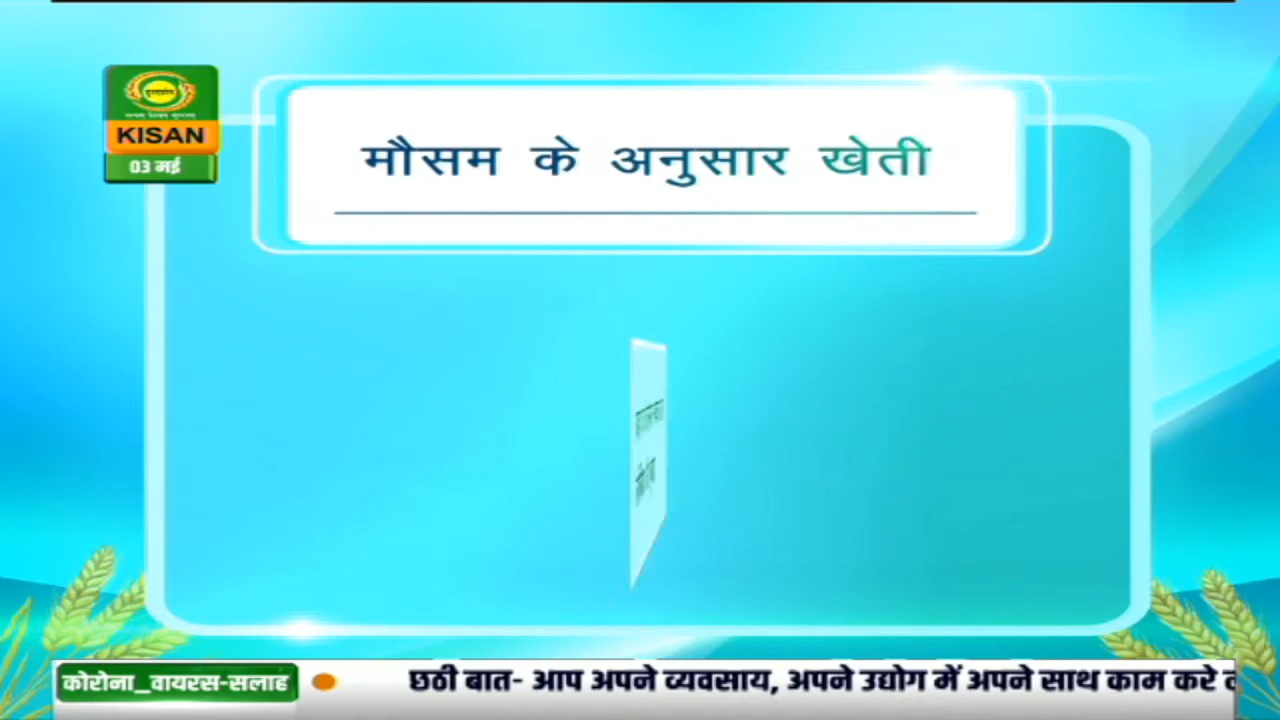 KISAN
03 मई
मौसम के अनुसार खेती
कोरोना_वायरस-सलाह
छठी बात- आप अपने व्यवसाय, अपने उद्योग में अपने साथ काम करे